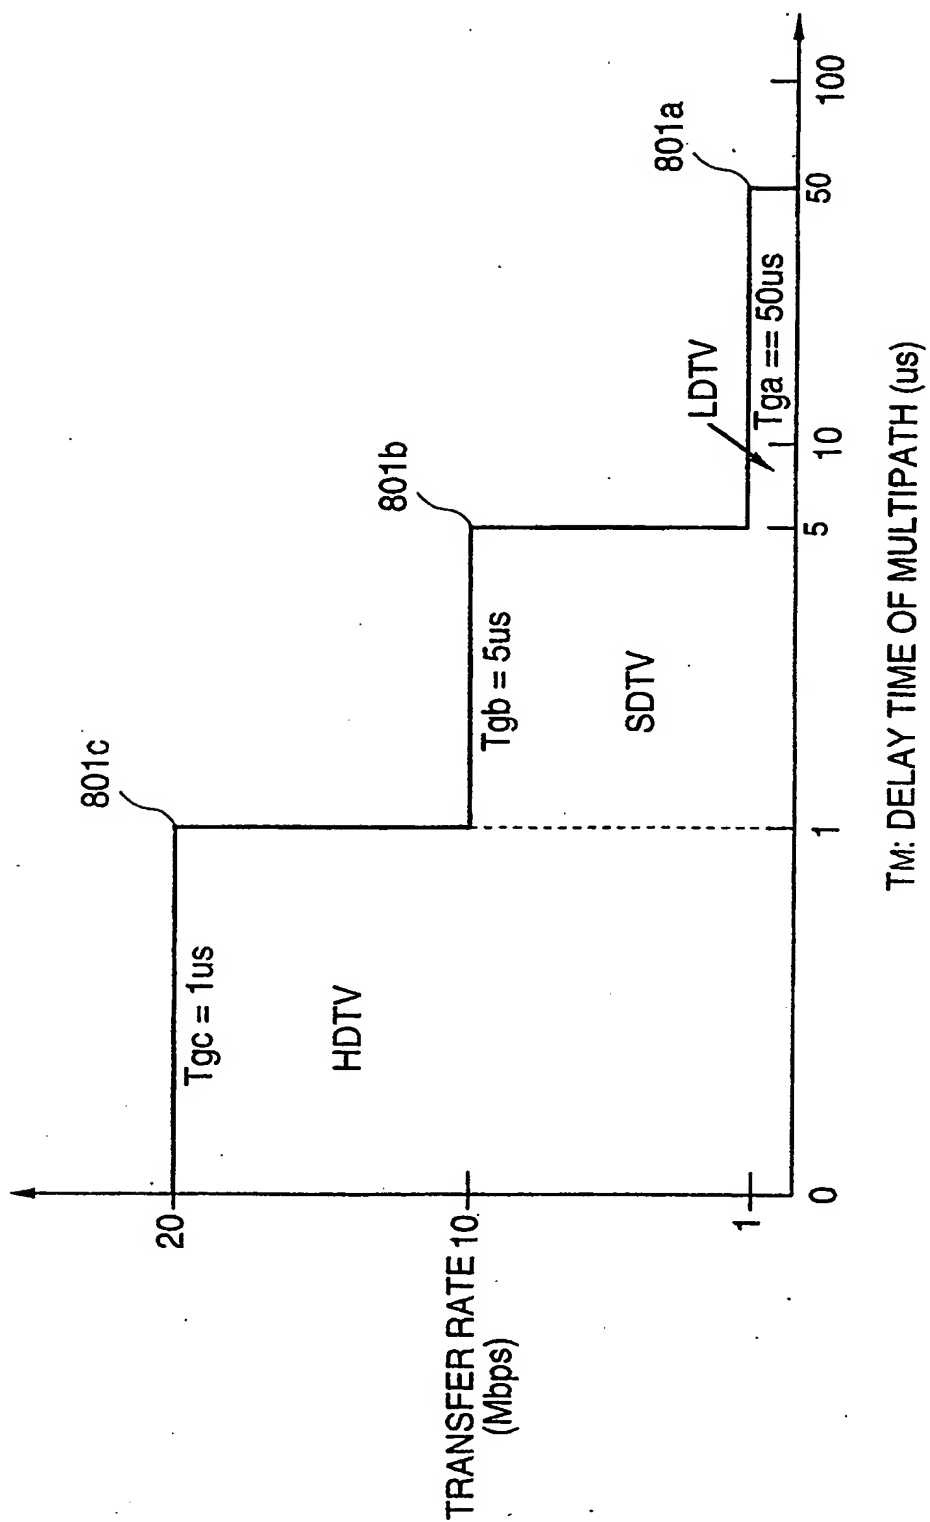 801c
20
Tgc = 1us
HDTV
801b
TRANSFER RATE
(Mbps)
10
Tgb = 5us
SDTV
801a
LDTV
1
Tga == 50us
0
1
5
10
50
100
TM: DELAY TIME OF MULTIPATH (us)